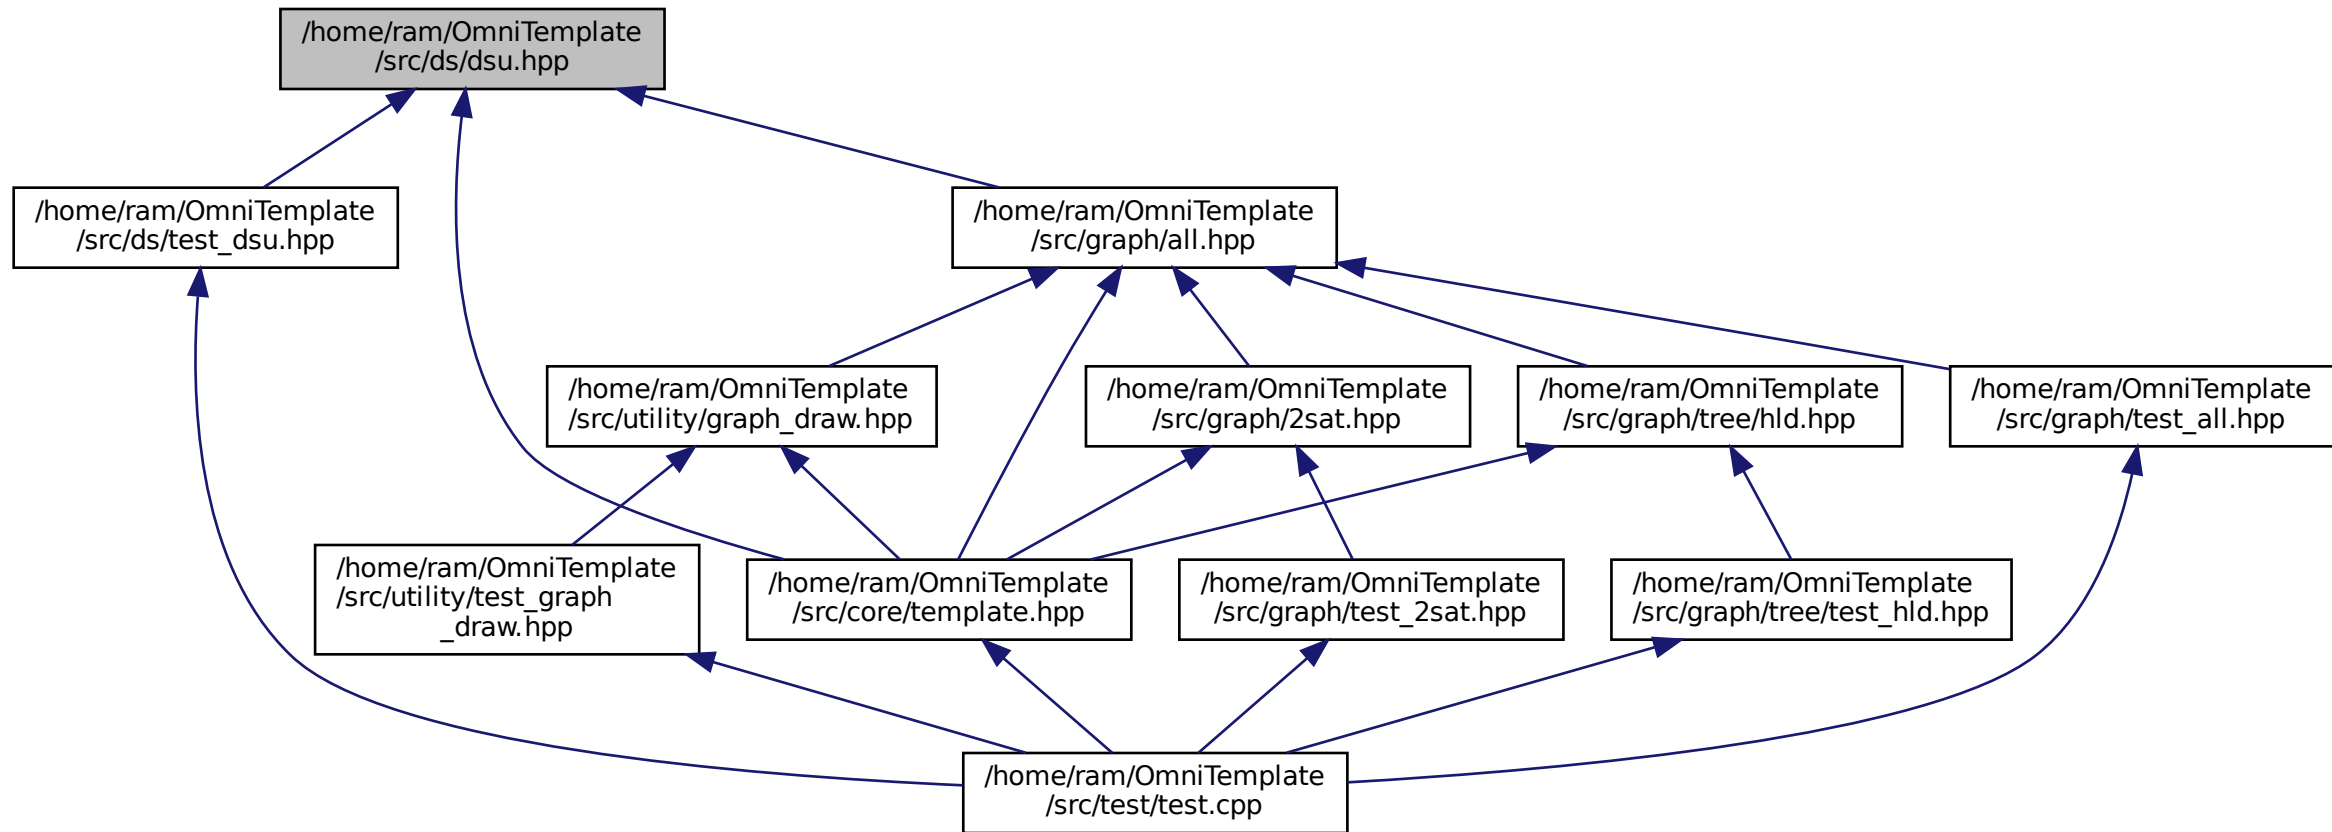 /home/ram/OmniTemplate
/src/ds/dsu.hpp
/home/ram/OmniTemplate
/src/ds/test_dsu.hpp
/home/ram/OmniTemplate
/src/graph/all.hpp
/home/ram/OmniTemplate
/src/utility/graph_draw.hpp
/home/ram/OmniTemplate
/src/graph/2sat.hpp
/home/ram/OmniTemplate
/src/graph/tree/hld.hpp
/home/ram/OmniTemplate
/src/graph/test_all.hpp
/home/ram/OmniTemplate
/src/utility/test_graph
_draw.hpp
/home/ram/OmniTemplate
/src/core/template.hpp
/home/ram/OmniTemplate
/src/graph/test_2sat.hpp
/home/ram/OmniTemplate
/src/graph/tree/test_hld.hpp
/home/ram/OmniTemplate
/src/test/test.cpp